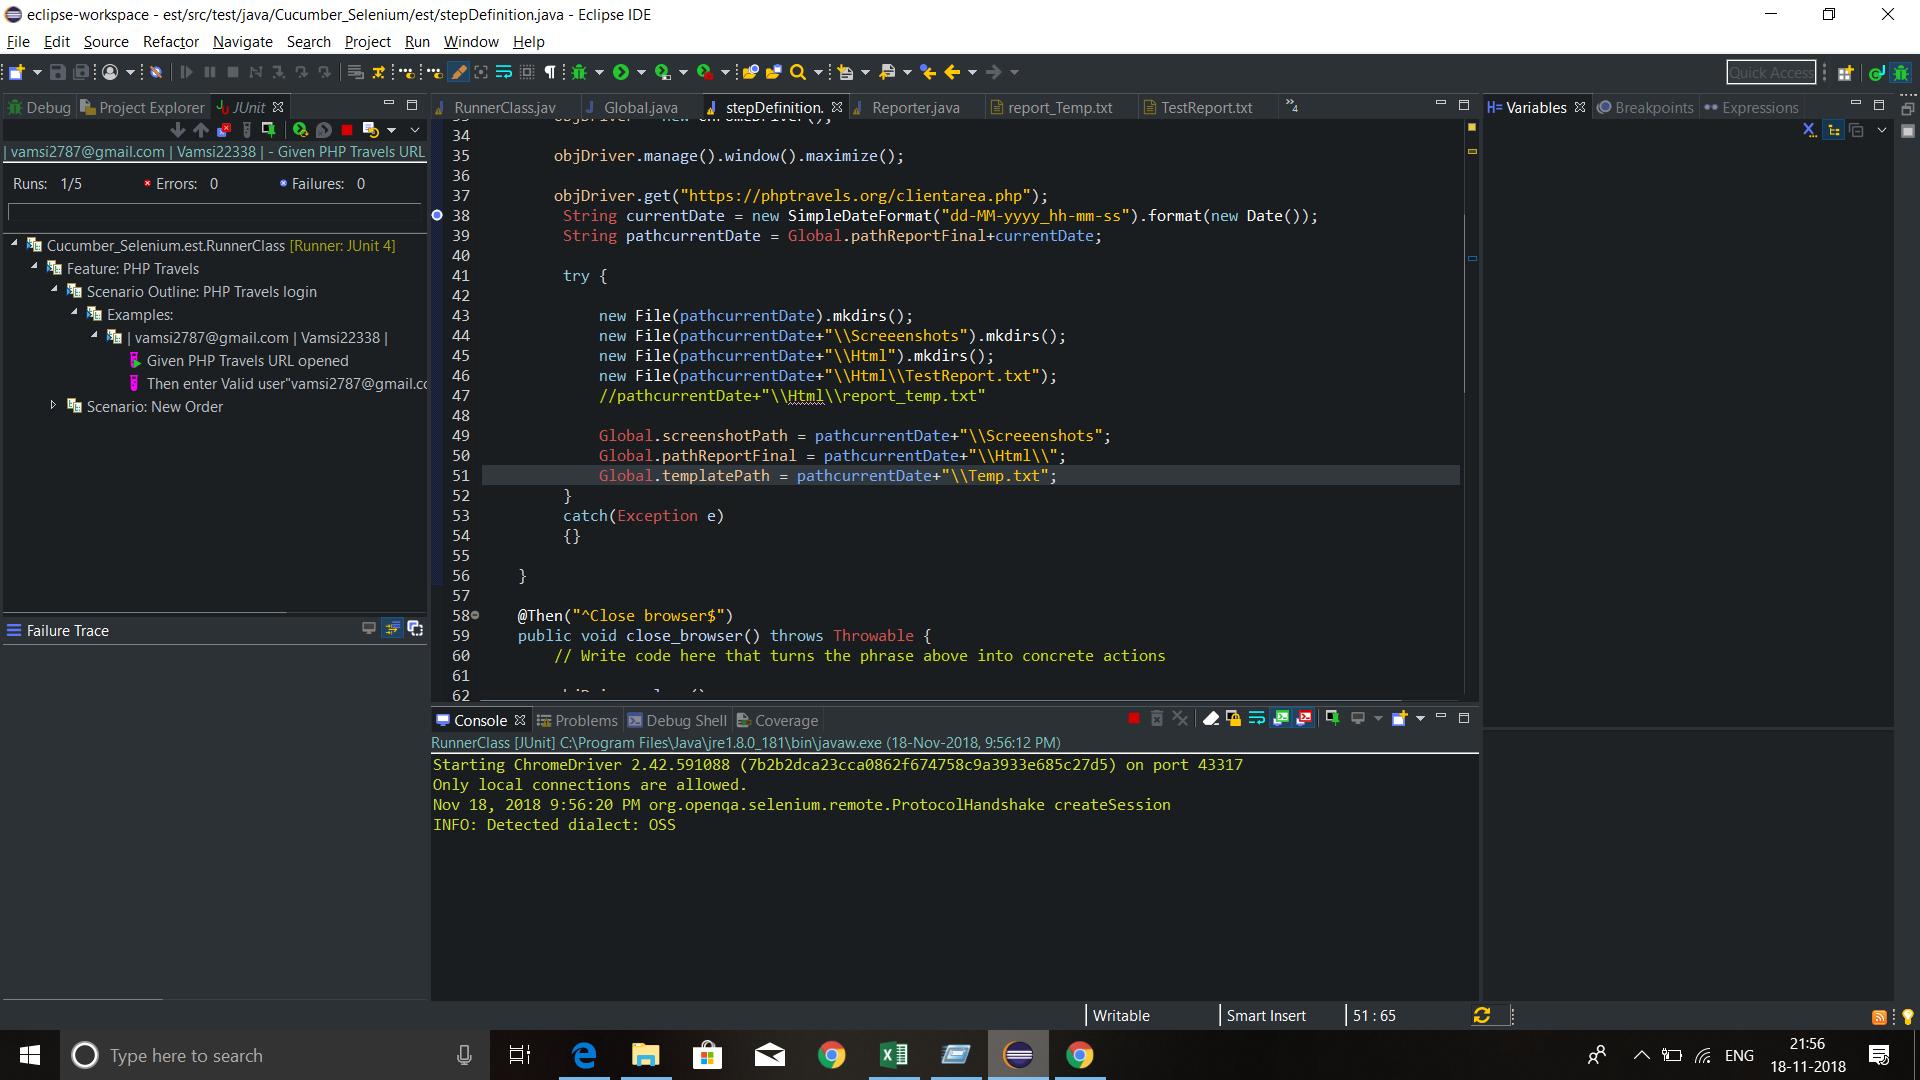 eclipse-workspace - est/src/test/java/Cucumber_Selenium/est/stepDefinition.java - Eclipse IDE
File Edit Source Refactor Navigate Search Project Run Window Help
Quick Access
Debug Project Explorer JUnit
RunnerClass.jav Global.java stepDefinition. Reporter.java report_Temp.txt TestReport.txt »4
Variables Breakpoints Expressions
| vamsi2787@gmail.com | Vamsi22338 | - Given PHP Travels URL
Runs: 1/5 Errors: 0 Failures: 0
Cucumber_Selenium.est.RunnerClass [Runner: JUnit 4]
Feature: PHP Travels
Scenario Outline: PHP Travels login
Examples:
| vamsi2787@gmail.com | Vamsi22338 |
Given PHP Travels URL opened
Then enter Valid user"vamsi2787@gmail.co
Scenario: New Order
Failure Trace
34
35 objDriver.manage().window().maximize();
36
37 objDriver.get("https://phptravels.org/clientarea.php");
38 String currentDate = new SimpleDateFormat("dd-MM-yyyy_hh-mm-ss").format(new Date());
39 String pathcurrentDate = Global.pathReportFinal+currentDate;
40
41 try {
42
43 new File(pathcurrentDate).mkdirs();
44 new File(pathcurrentDate+"\\Screeenshots").mkdirs();
45 new File(pathcurrentDate+"\\Html").mkdirs();
46 new File(pathcurrentDate+"\\Html\\TestReport.txt");
47 //pathcurrentDate+"\\Html\\report_temp.txt"
48
49 Global.screenshotPath = pathcurrentDate+"\\Screeenshots";
50 Global.pathReportFinal = pathcurrentDate+"\\Html\\";
51 Global.templatePath = pathcurrentDate+"\\Temp.txt";
52 }
53 catch(Exception e)
54 {}
55
56 }
57
58 @Then("^Close browser$")
59 public void close_browser() throws Throwable {
60 // Write code here that turns the phrase above into concrete actions
61
62
Console Problems Debug Shell Coverage
RunnerClass [JUnit] C:\Program Files\Java\jre1.8.0_181\bin\javaw.exe (18-Nov-2018, 9:56:12 PM)
Starting ChromeDriver 2.42.591088 (7b2b2dca23cca0862f674758c9a3933e685c27d5) on port 43317
Only local connections are allowed.
Nov 18, 2018 9:56:20 PM org.openqa.selenium.remote.ProtocolHandshake createSession
INFO: Detected dialect: OSS
Writable Smart Insert 51 : 65
Type here to search
ENG
21:56
18-11-2018